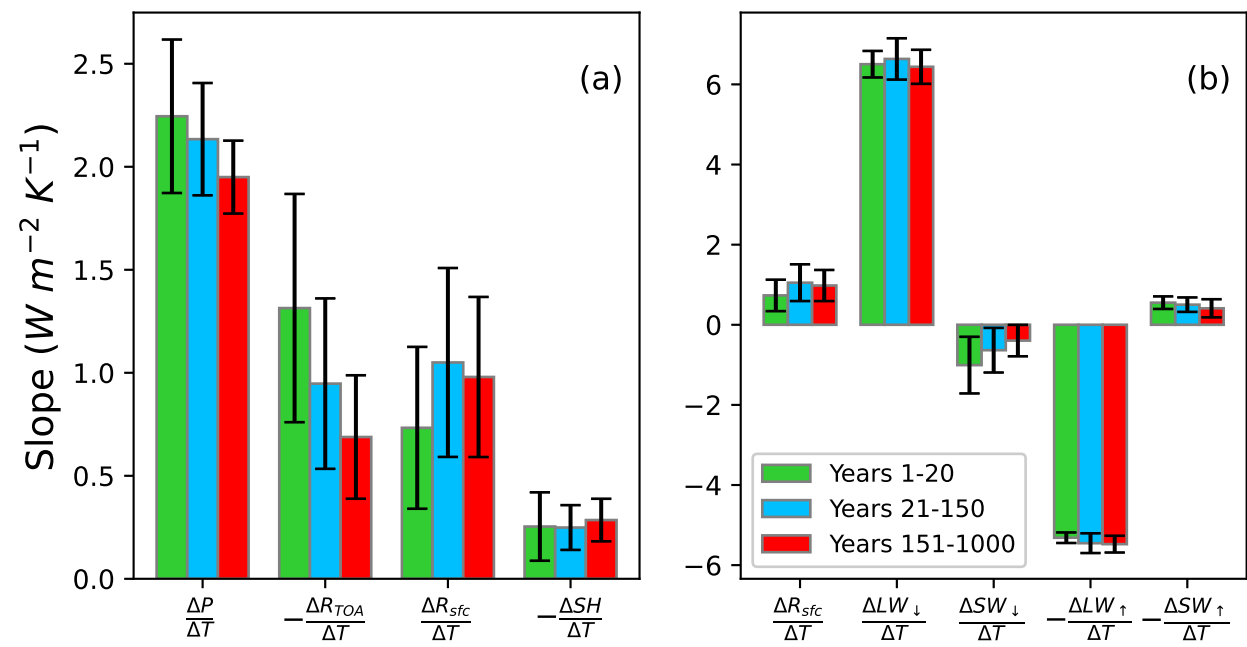 (a)
2.5
2.0
1.5
1.0
0.5
0.0
Slope (W m⁻² K⁻¹)
ΔP/ΔT
−ΔR_TOA/ΔT
ΔR_sfc/ΔT
−ΔSH/ΔT
(b)
6
4
2
0
−2
−4
−6
Years 1-20
Years 21-150
Years 151-1000
ΔR_sfc/ΔT
ΔLW↓/ΔT
ΔSW↓/ΔT
−ΔLW↑/ΔT
−ΔSW↑/ΔT